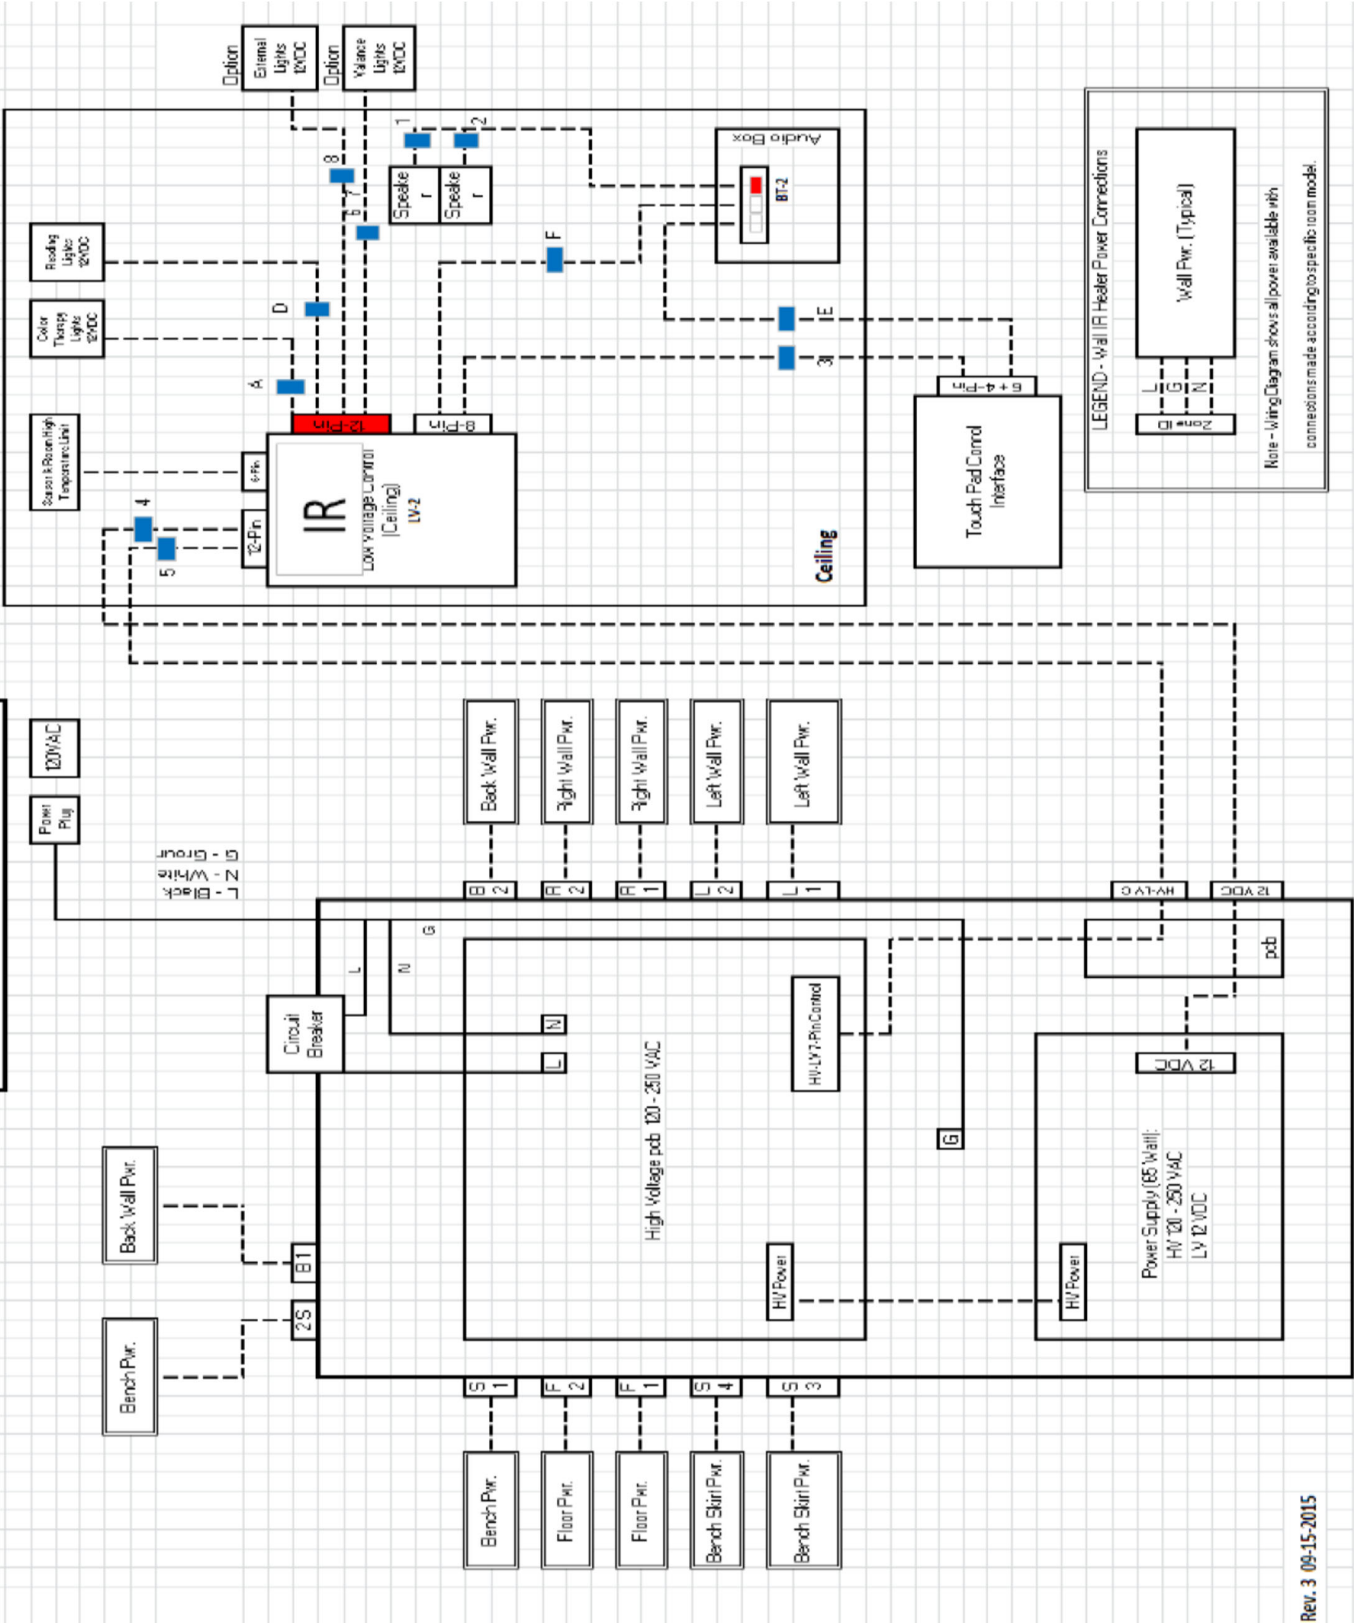 Option
External
Lights
12VDC
Option
Valance
Lights
12VDC
Reading
Lights
12VDC
Color
Therapy
Lights
12VDC
Sensor & Room High
Temperature Limit
8
7
6
1
2
Speake
r
Speake
r
Audio Box
BT-2
D
A
F
E
3
4
5
12-Pin
8-Pin
6-Pin
12-Pin
IR
Low Voltage Control
(Ceiling)
LV-2
6 + 4-Pin
Touch Pad Control
Interface
Ceiling
LEGEND - Wall IR Heater Power Connections
Wall Pwr. (Typical)
L
G
N
Zone ID
Note - Wiring Diagram shows all power available with
connections made according to specific room model.
120VAC
Power
Plug
L - Black
N - White
G - Groun
Back Wall Pwr.
Right Wall Pwr.
Right Wall Pwr.
Left Wall Pwr.
Left Wall Pwr.
B
2
R
2
R
1
L
2
L
1
HV-LV C
12 VDC
G
L
N
Circuit
Breaker
N
L
HV-LV 7-Pin Control
pcb
High Voltage pcb 120 - 250 VAC
G
12 VDC
Power Supply (65 Watt):
HV 120 - 250 VAC
LV 12 VDC
HV Power
HV Power
Back Wall Pwr.
B1
Bench Pwr.
2S
S
1
F
2
F
1
S
4
S
3
Bench Pwr.
Floor Pwr.
Floor Pwr.
Bench Skirt Pwr.
Bench Skirt Pwr.
Rev. 3 09-15-2015